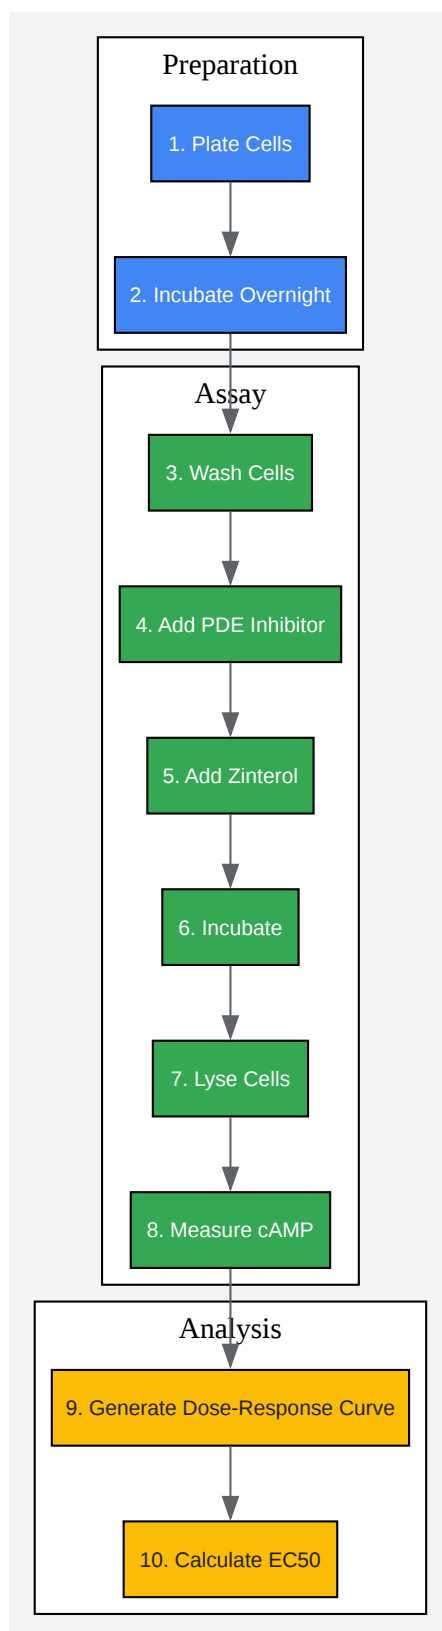 Preparation
1. Plate Cells
2. Incubate Overnight
Assay
3. Wash Cells
4. Add PDE Inhibitor
5. Add Zinterol
6. Incubate
7. Lyse Cells
8. Measure cAMP
Analysis
9. Generate Dose-Response Curve
10. Calculate EC50